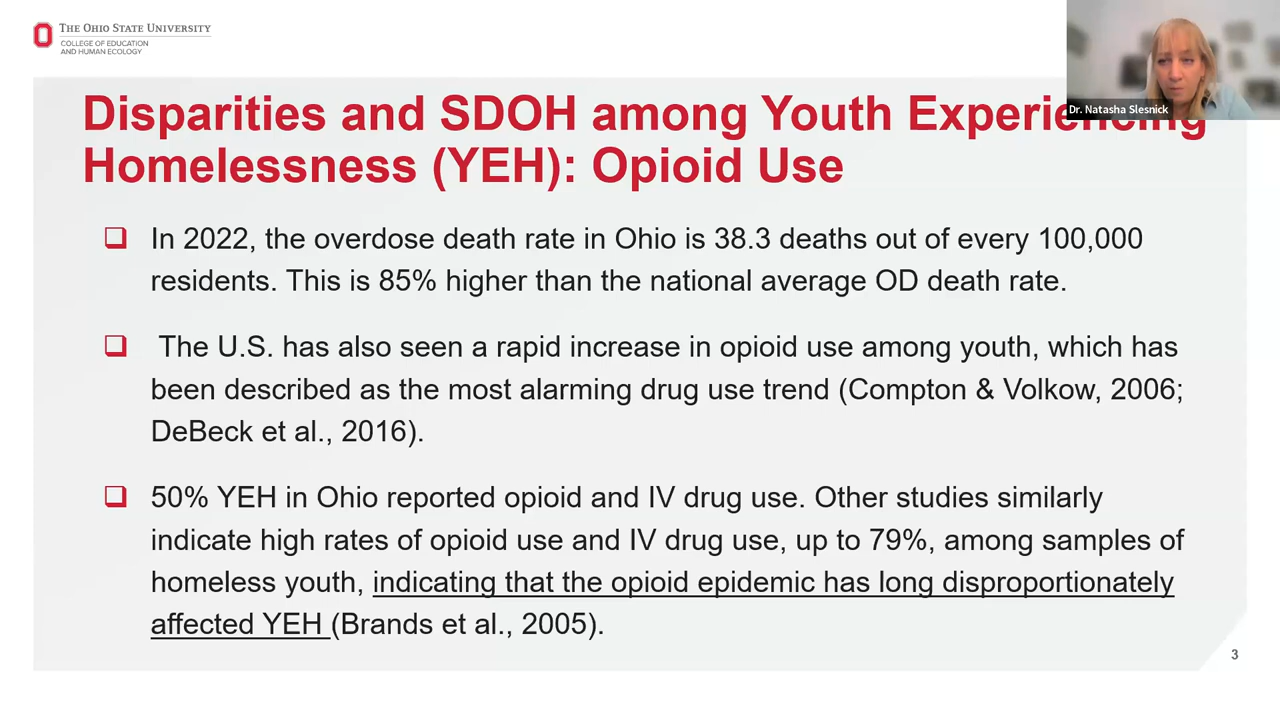 THE OHIO STATE UNIVERSITY
COLLEGE OF EDUCATION
AND HUMAN ECOLOGY
Dr. Natasha Slesnick
Disparities and SDOH among Youth Experiencing
Homelessness (YEH): Opioid Use
❑ In 2022, the overdose death rate in Ohio is 38.3 deaths out of every 100,000
residents. This is 85% higher than the national average OD death rate.
❑ The U.S. has also seen a rapid increase in opioid use among youth, which has
been described as the most alarming drug use trend (Compton & Volkow, 2006;
DeBeck et al., 2016).
❑ 50% YEH in Ohio reported opioid and IV drug use. Other studies similarly
indicate high rates of opioid use and IV drug use, up to 79%, among samples of
homeless youth, indicating that the opioid epidemic has long disproportionately
affected YEH (Brands et al., 2005).
3